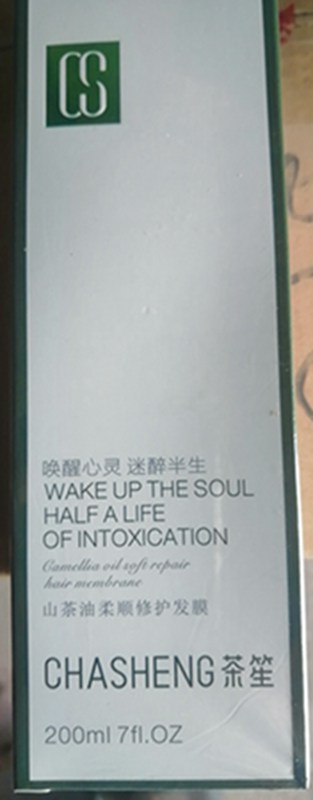 CS
唤醒心灵 迷醉半生
WAKE UP THE SOUL
HALF A LIFE
OF INTOXICATION
Camellia oil soft repair
hair membrane
山茶油柔顺修护发膜
CHASHENG 茶笙
200ml 7fl.OZ